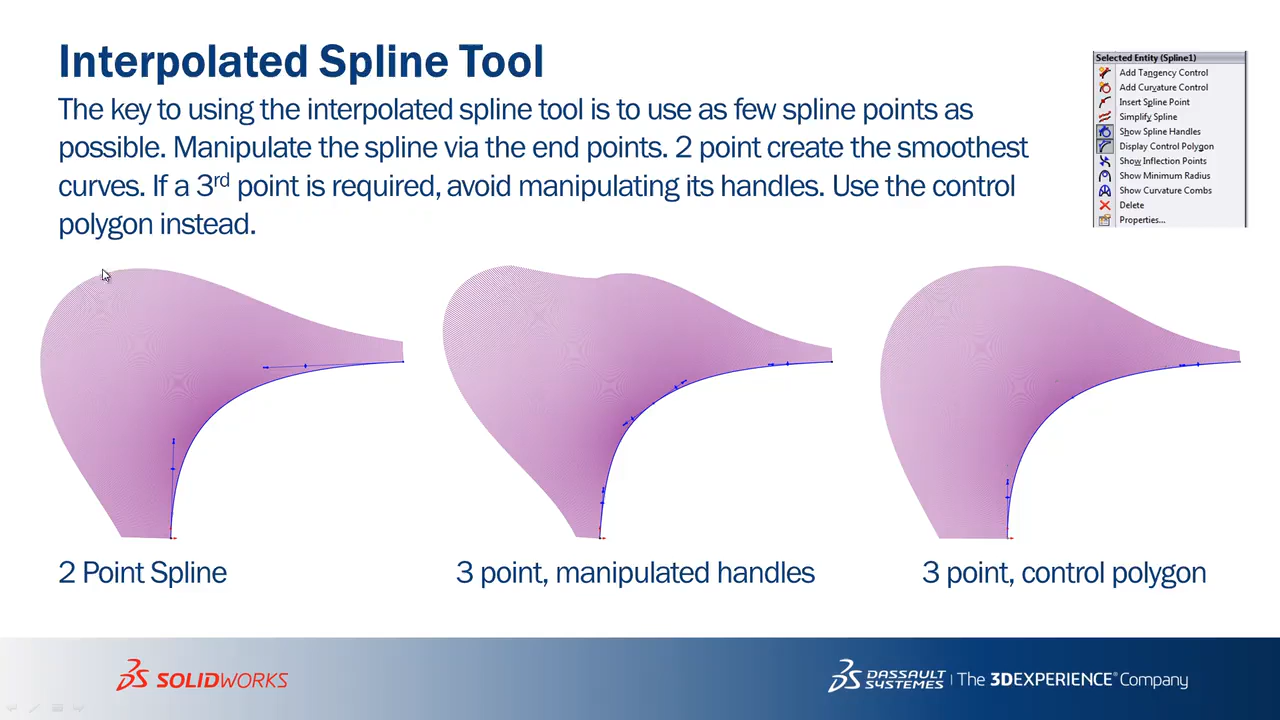 Interpolated Spline Tool
The key to using the interpolated spline tool is to use as few spline points as
possible. Manipulate the spline via the end points. 2 point create the smoothest
curves. If a 3rd point is required, avoid manipulating its handles. Use the control
polygon instead.
Selected Entity (Spline1)
Add Tangency Control
Add Curvature Control
Insert Spline Point
Simplify Spline
Show Spline Handles
Display Control Polygon
Show Inflection Points
Show Minimum Radius
Show Curvature Combs
Delete
Properties...
2 Point Spline
3 point, manipulated handles
3 point, control polygon
SOLIDWORKS
DASSAULT SYSTEMES | The 3DEXPERIENCE® Company